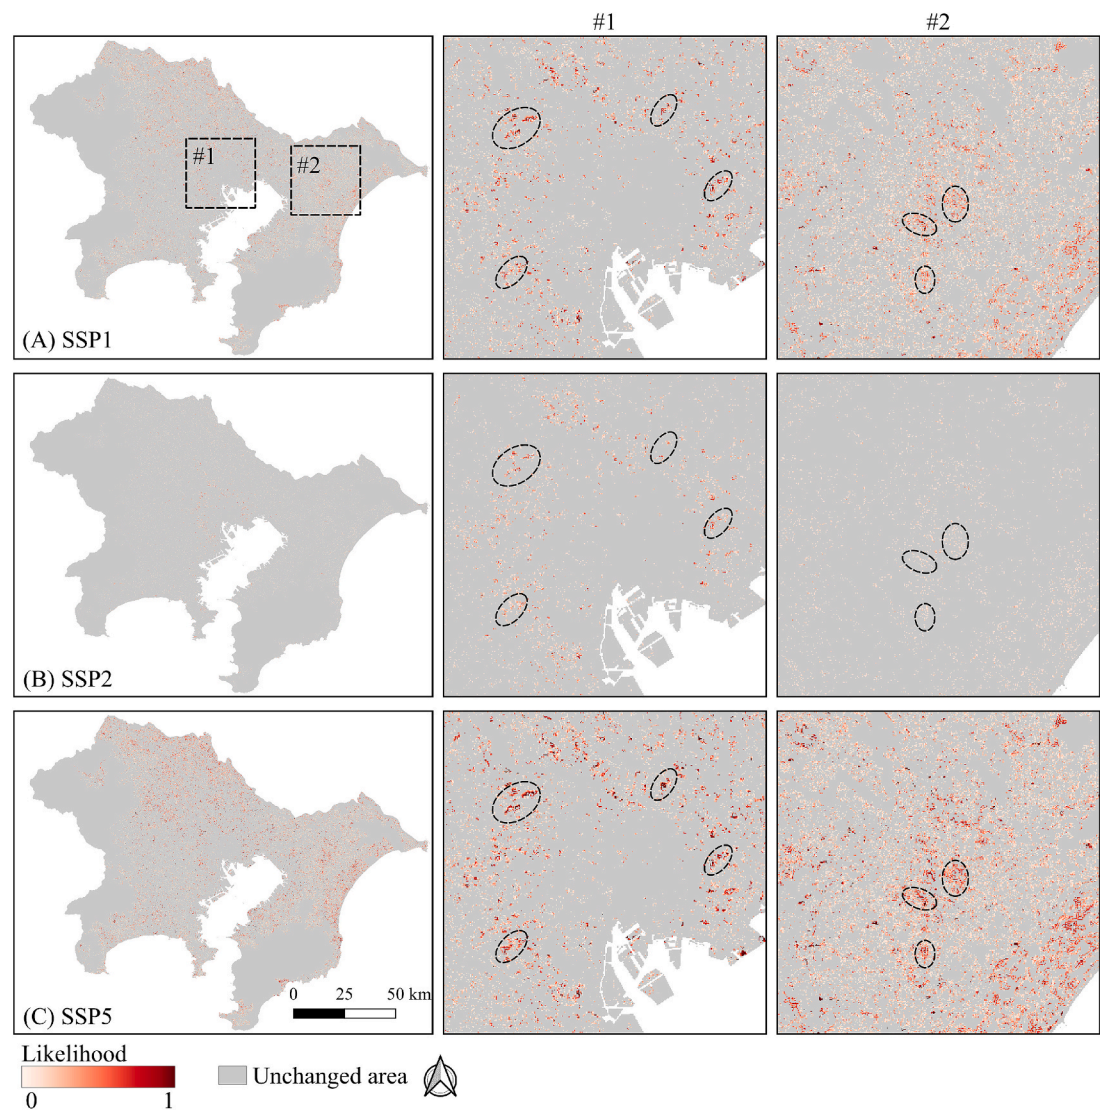 #1 #2
#1
#2
(A) SSP1
(B) SSP2
0 25 50 km
(C) SSP5
Likelihood
Unchanged area
0 1